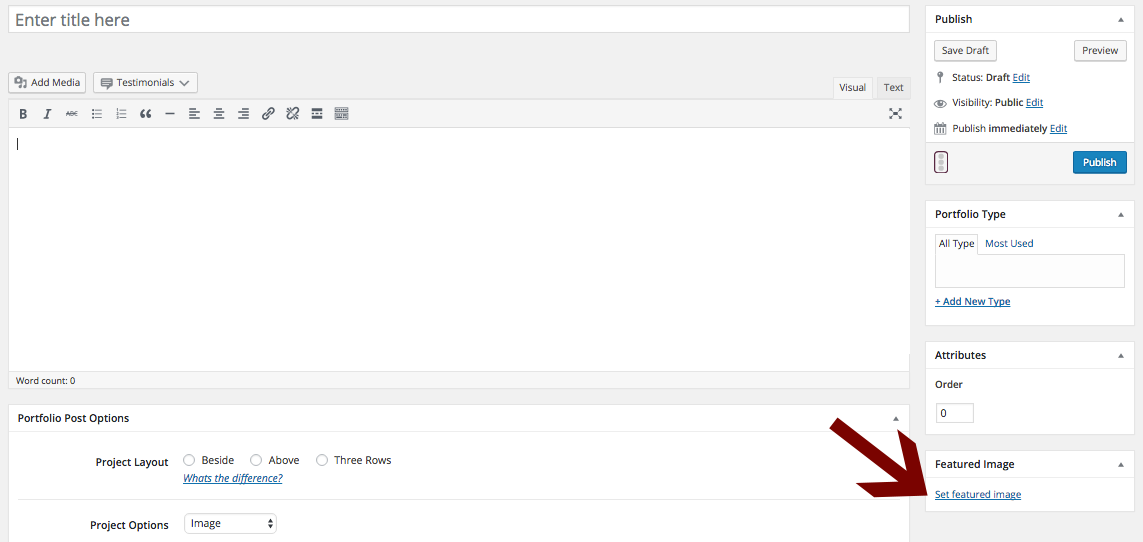 Enter title here
Add Media
Testimonials
Visual
Text
B I ABC
Word count: 0
Portfolio Post Options
Project Layout
Beside
Above
Three Rows
Whats the difference?
Project Options
Image
Publish
Save Draft
Preview
Status: Draft Edit
Visibility: Public Edit
Publish immediately Edit
Publish
Portfolio Type
All Type
Most Used
+ Add New Type
Attributes
Order
0
Featured Image
Set featured image